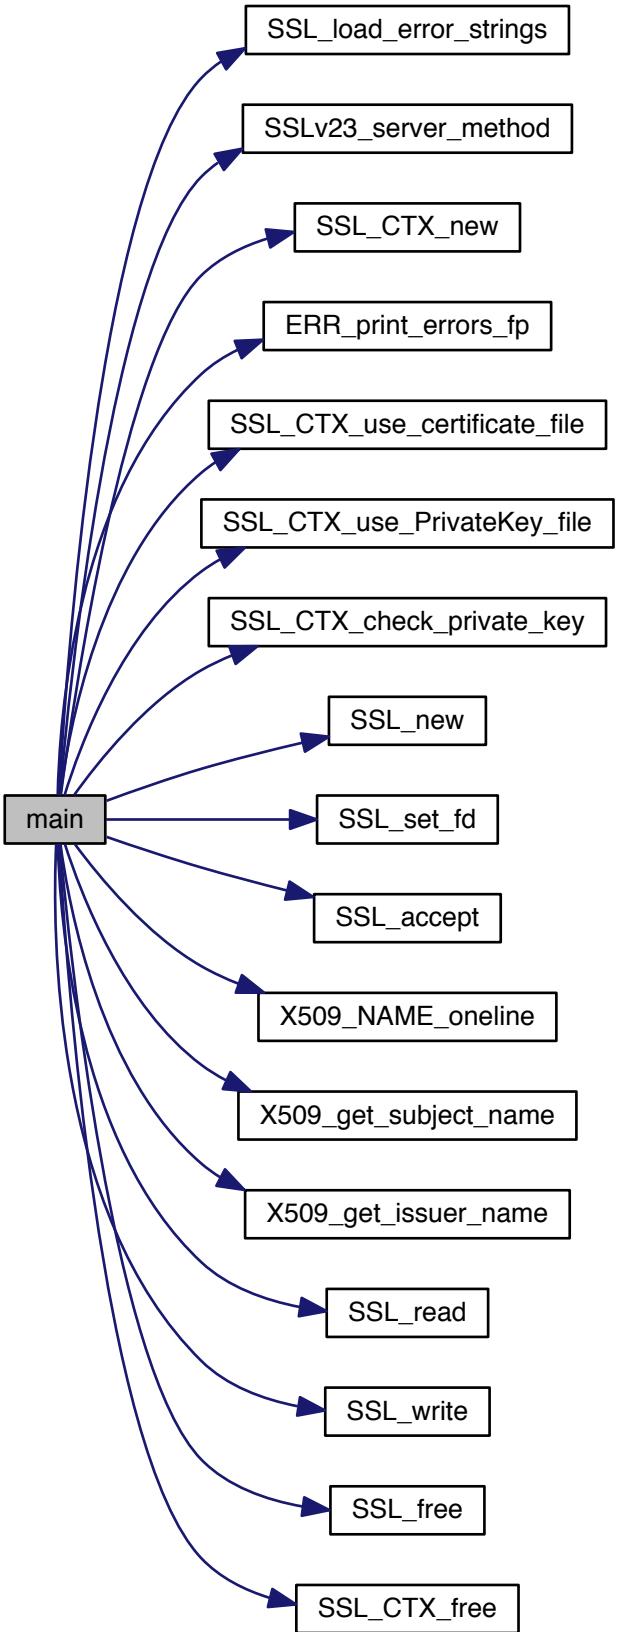 SSL_load_error_strings
SSLv23_server_method
SSL_CTX_new
ERR_print_errors_fp
SSL_CTX_use_certificate_file
SSL_CTX_use_PrivateKey_file
SSL_CTX_check_private_key
SSL_new
main
SSL_set_fd
SSL_accept
X509_NAME_oneline
X509_get_subject_name
X509_get_issuer_name
SSL_read
SSL_write
SSL_free
SSL_CTX_free